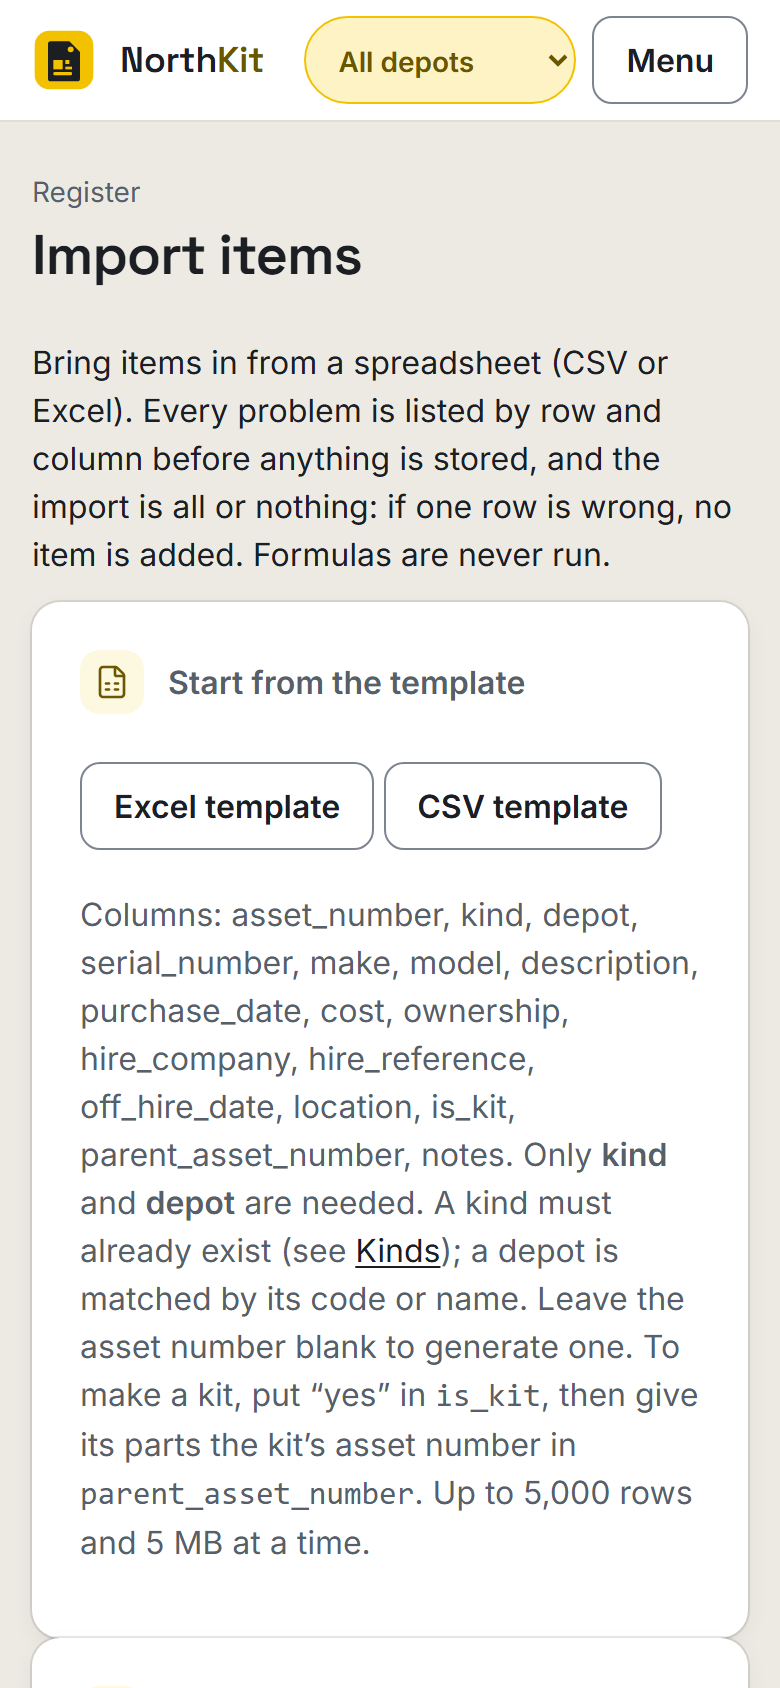 NorthKit
All depots
Menu
Register
Import items
Bring items in from a spreadsheet (CSV or
Excel). Every problem is listed by row and
column before anything is stored, and the
import is all or nothing: if one row is wrong, no
item is added. Formulas are never run.
Start from the template
Excel template
CSV template
Columns: asset_number, kind, depot,
serial_number, make, model, description,
purchase_date, cost, ownership,
hire_company, hire_reference,
off_hire_date, location, is_kit,
parent_asset_number, notes. Only kind
and depot are needed. A kind must
already exist (see Kinds); a depot is
matched by its code or name. Leave the
asset number blank to generate one. To
make a kit, put “yes” in is_kit, then give
its parts the kit’s asset number in
parent_asset_number. Up to 5,000 rows
and 5 MB at a time.